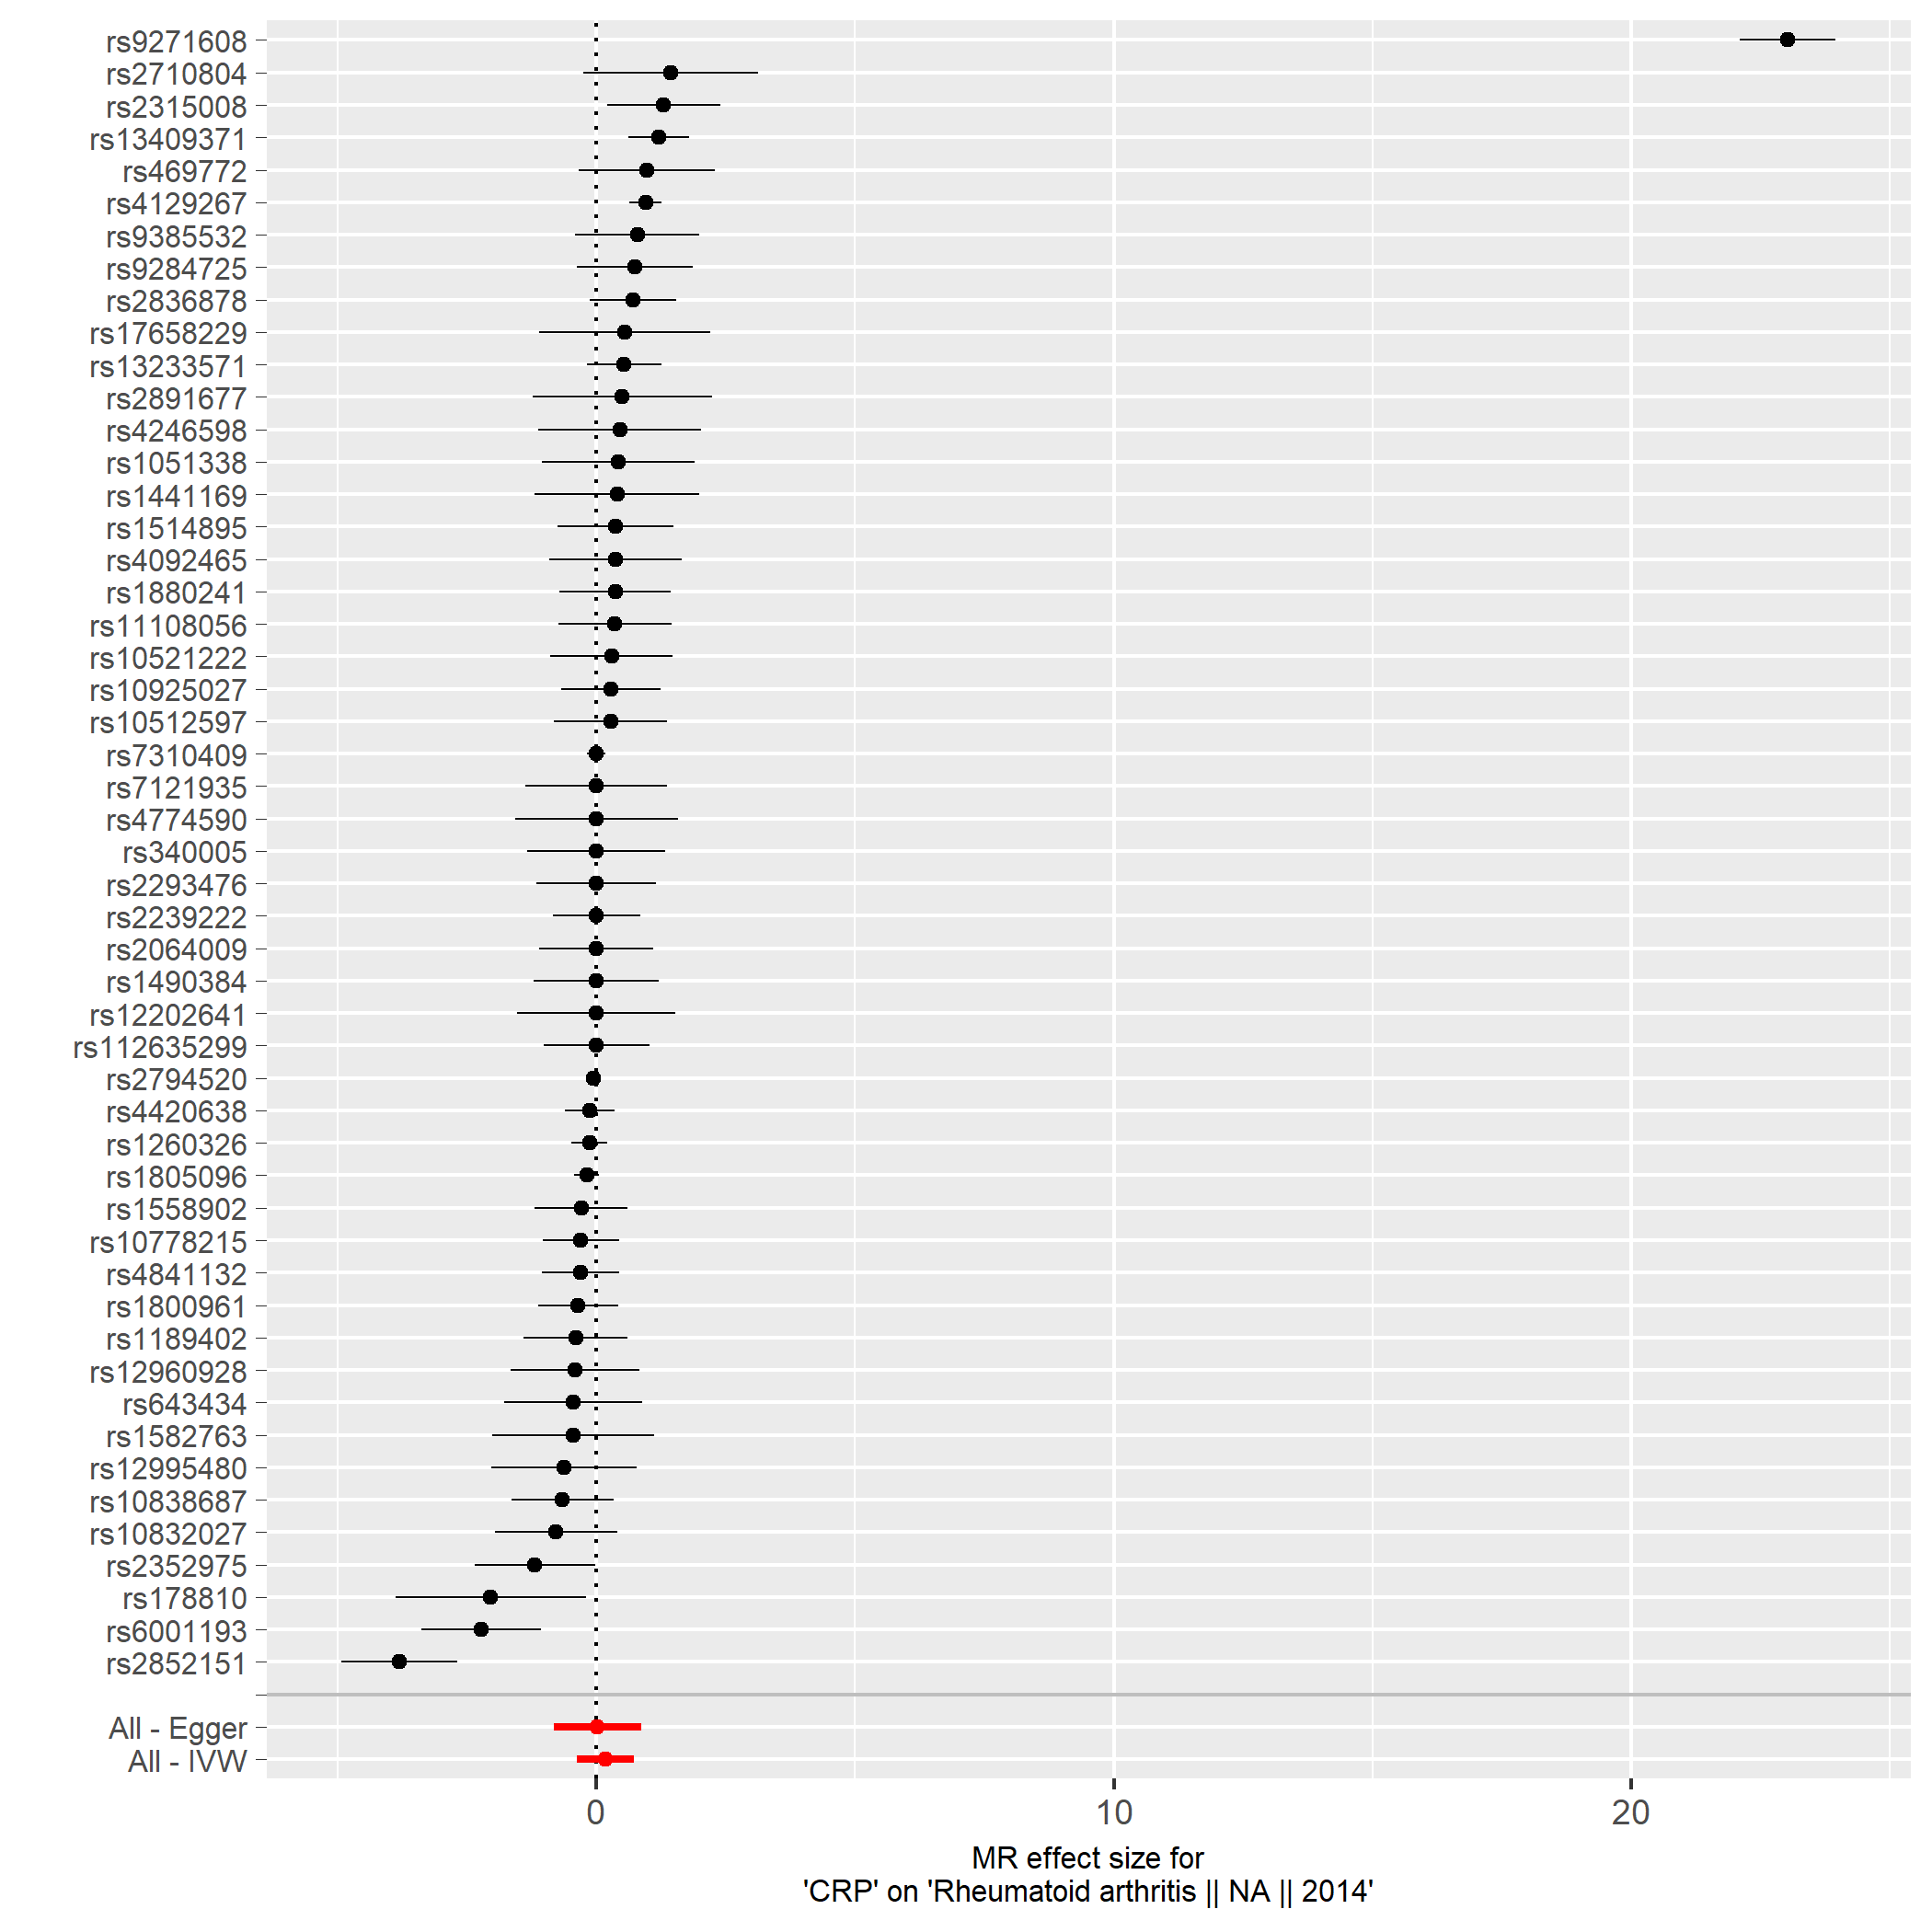 rs9271608
rs2710804
rs2315008
rs13409371
rs469772
rs4129267
rs9385532
rs9284725
rs2836878
rs17658229
rs13233571
rs2891677
rs4246598
rs1051338
rs1441169
rs1514895
rs4092465
rs1880241
rs11108056
rs10521222
rs10925027
rs10512597
rs7310409
rs7121935
rs4774590
rs340005
rs2293476
rs2239222
rs2064009
rs1490384
rs12202641
rs112635299
rs2794520
rs4420638
rs1260326
rs1805096
rs1558902
rs10778215
rs4841132
rs1800961
rs1189402
rs12960928
rs643434
rs1582763
rs12995480
rs10838687
rs10832027
rs2352975
rs178810
rs6001193
rs2852151
All - Egger
All - IVW
0 10 20
MR effect size for
'CRP' on 'Rheumatoid arthritis || NA || 2014'